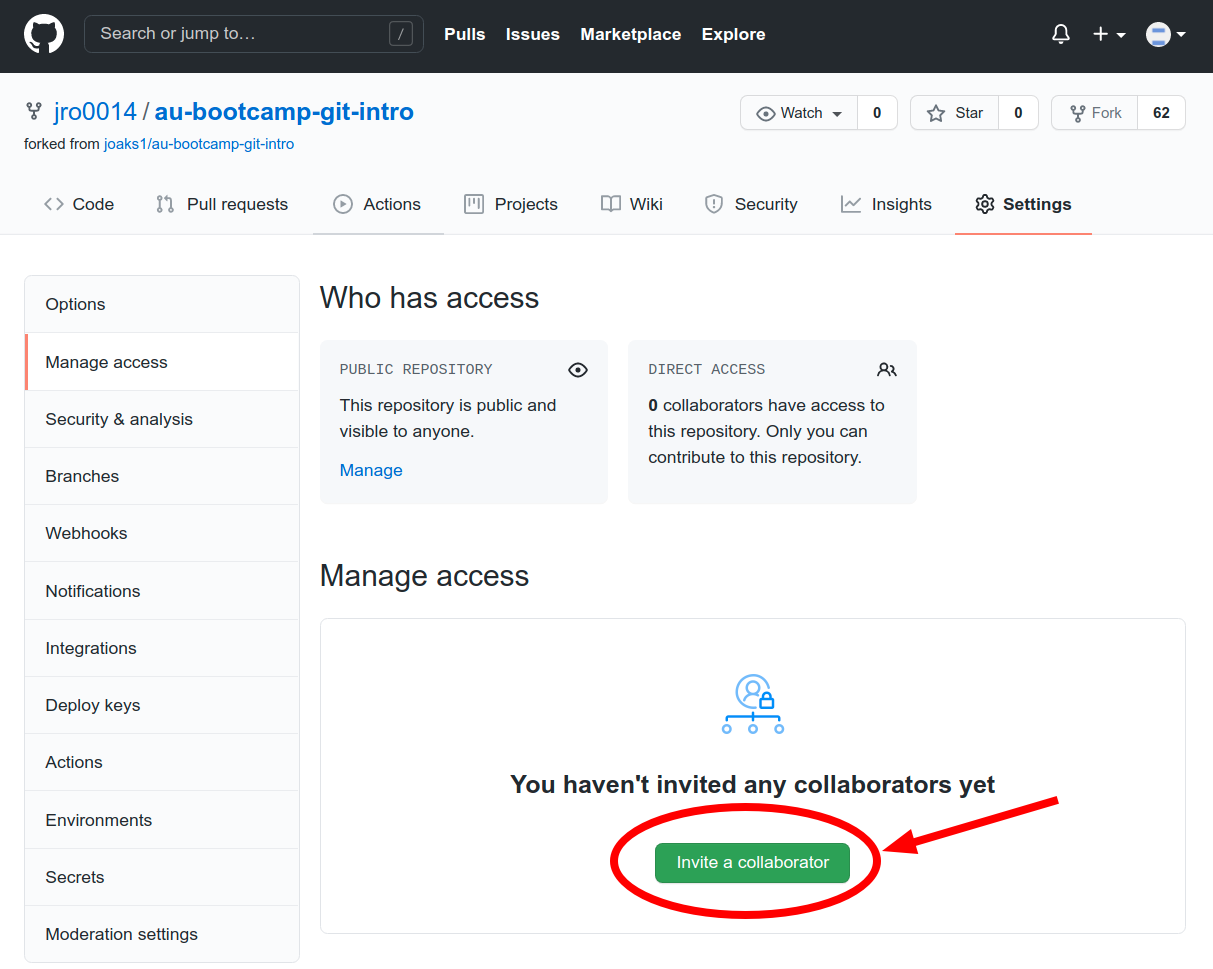 Search or jump to… / Pulls Issues Marketplace Explore
jro0014 / au-bootcamp-git-intro Watch 0 Star 0 Fork 62
forked from joaks1/au-bootcamp-git-intro
Code Pull requests Actions Projects Wiki Security Insights Settings
Options
Manage access
Security & analysis
Branches
Webhooks
Notifications
Integrations
Deploy keys
Actions
Environments
Secrets
Moderation settings
Who has access
PUBLIC REPOSITORY
This repository is public and
visible to anyone.
Manage
DIRECT ACCESS
0 collaborators have access to
this repository. Only you can
contribute to this repository.
Manage access
You haven't invited any collaborators yet
Invite a collaborator